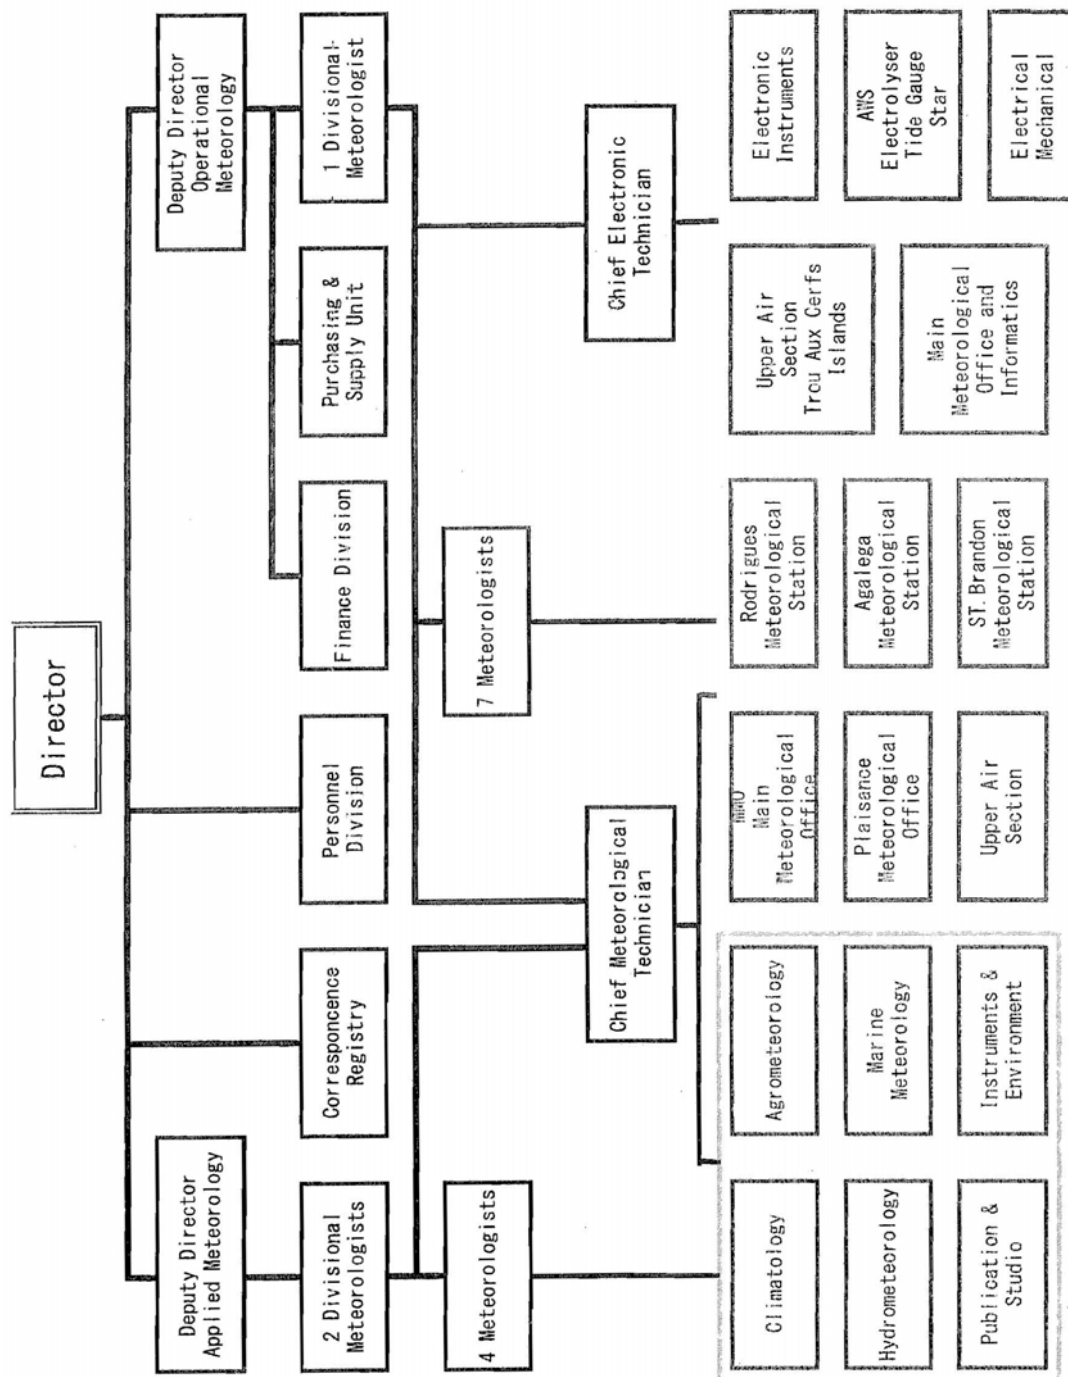 Director
Deputy Director
Applied Meteorology
Deputy Director
Operational
Meteorology
2 Divisional
Meteorologists
Corresponcence
Registry
Personnel
Division
Finance Division
Purchasing &
Supply Unit
1 Divisional-
Meteorologist
4 Meteorologists
7 Meteorologists
Chief Meteorological
Technician
Chief Electronic
Technician
Climatology
Agrometeorology
MMO
Main
Meteorological
Office
Rodrigues
Meteorological
Station
Upper Air
Section
Trou Aux Cerfs
Islands
Electronic
Instruments
Hydrometeorology
Marine
Meteorology
Plaisance
Meteorological
Office
Agalega
Meteorological
Station
Main
Meteorological
Office and
Informatics
AWS
Electrolyser
Tide Gauge
Star
Publication &
Studio
Instruments &
Environment
Upper Air
Section
ST. Brandon
Meteorological
Station
Electrical
Mechanical